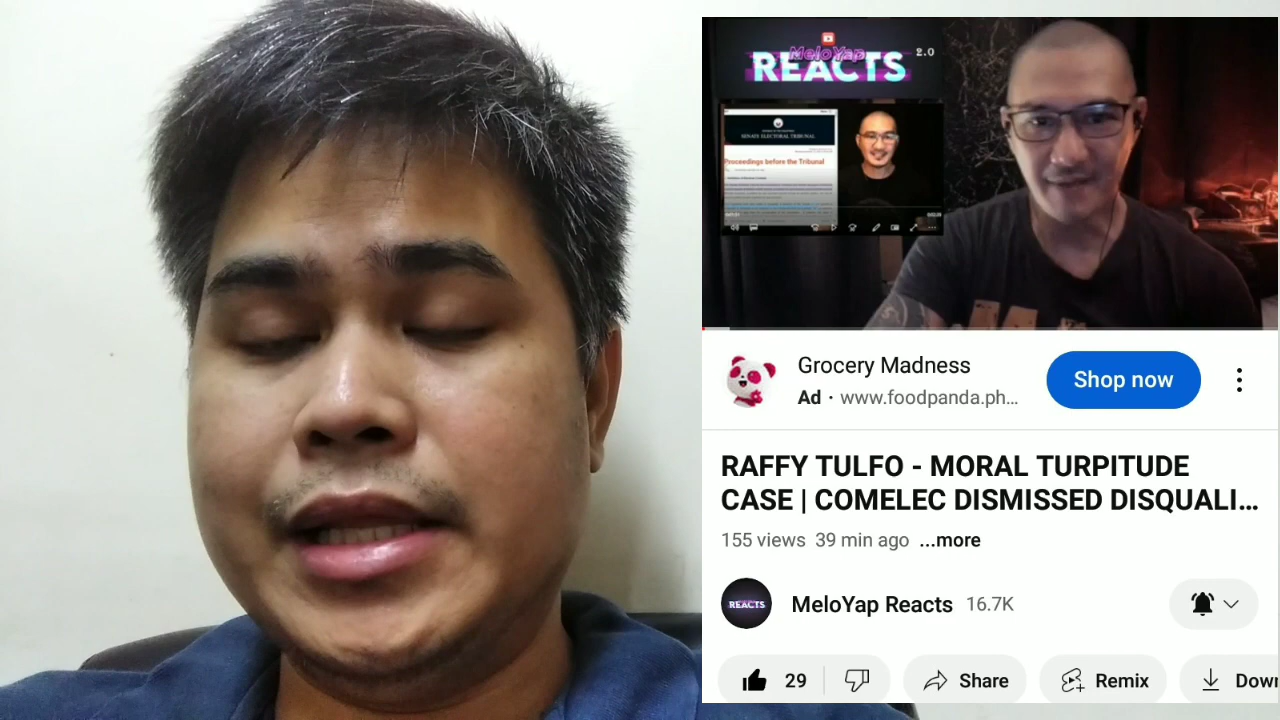 MeloYap
REACTS
2.0
SENATE ELECTORAL TRIBUNAL
Proceedings before the Tribunal
Grocery Madness
Ad · www.foodpanda.ph...
Shop now
RAFFY TULFO - MORAL TURPITUDE
CASE | COMELEC DISMISSED DISQUALI...
155 views 39 min ago ...more
REACTS
MeloYap Reacts 16.7K
29
Share
Remix
Down